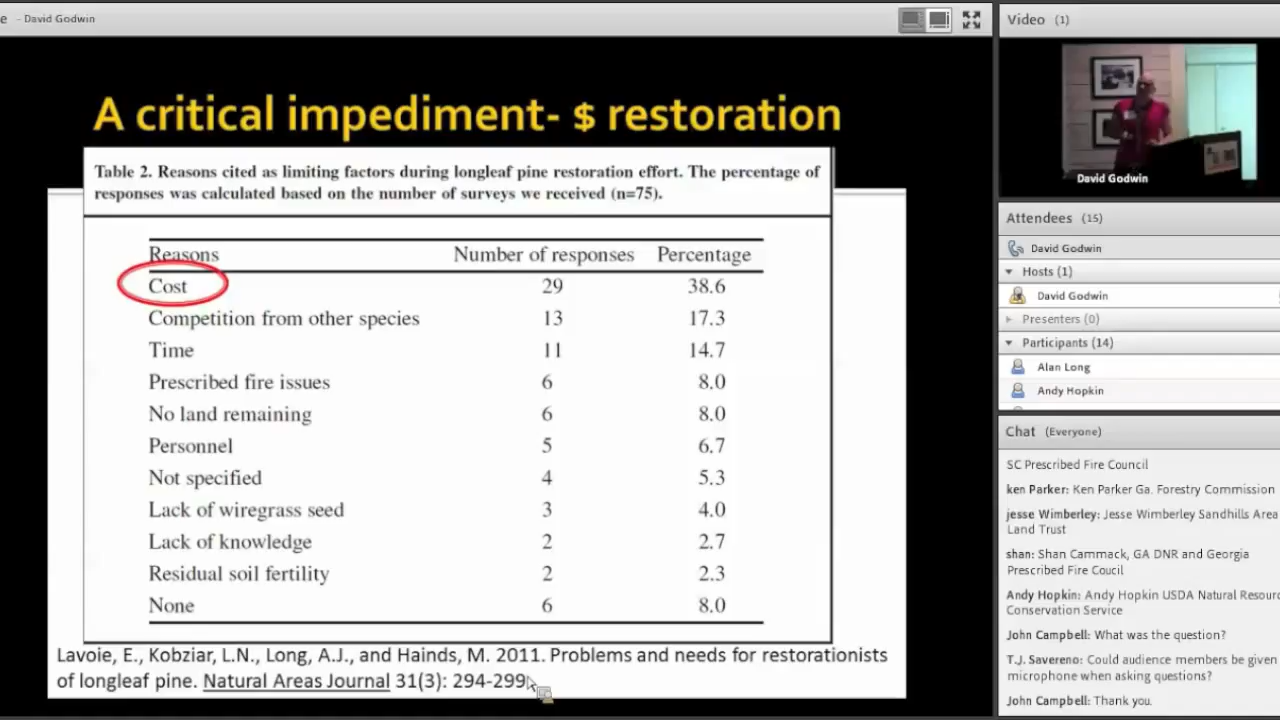 e - David Godwin
A critical impediment- $ restoration
Table 2. Reasons cited as limiting factors during longleaf pine restoration effort. The percentage of
responses was calculated based on the number of surveys we received (n=75).
Reasons Number of responses Percentage
Cost 29 38.6
Competition from other species 13 17.3
Time 11 14.7
Prescribed fire issues 6 8.0
No land remaining 6 8.0
Personnel 5 6.7
Not specified 4 5.3
Lack of wiregrass seed 3 4.0
Lack of knowledge 2 2.7
Residual soil fertility 2 2.3
None 6 8.0
Lavoie, E., Kobziar, L.N., Long, A.J., and Hainds, M. 2011. Problems and needs for restorationists
of longleaf pine. Natural Areas Journal 31(3): 294-299
Video (1)
David Godwin
Attendees (15)
David Godwin
Hosts (1)
David Godwin
Presenters (0)
Participants (14)
Alan Long
Andy Hopkin
Chat (Everyone)
SC Prescribed Fire Council
ken Parker: Ken Parker Ga. Forestry Commission
jesse Wimberley: Jesse Wimberley Sandhills Area
Land Trust
shan: Shan Cammack, GA DNR and Georgia
Prescribed Fire Coucil
Andy Hopkin: Andy Hopkin USDA Natural Resourc
Conservation Service
John Campbell: What was the question?
T.J. Savereno: Could audience members be given
microphone when asking questions?
John Campbell: Thank you.